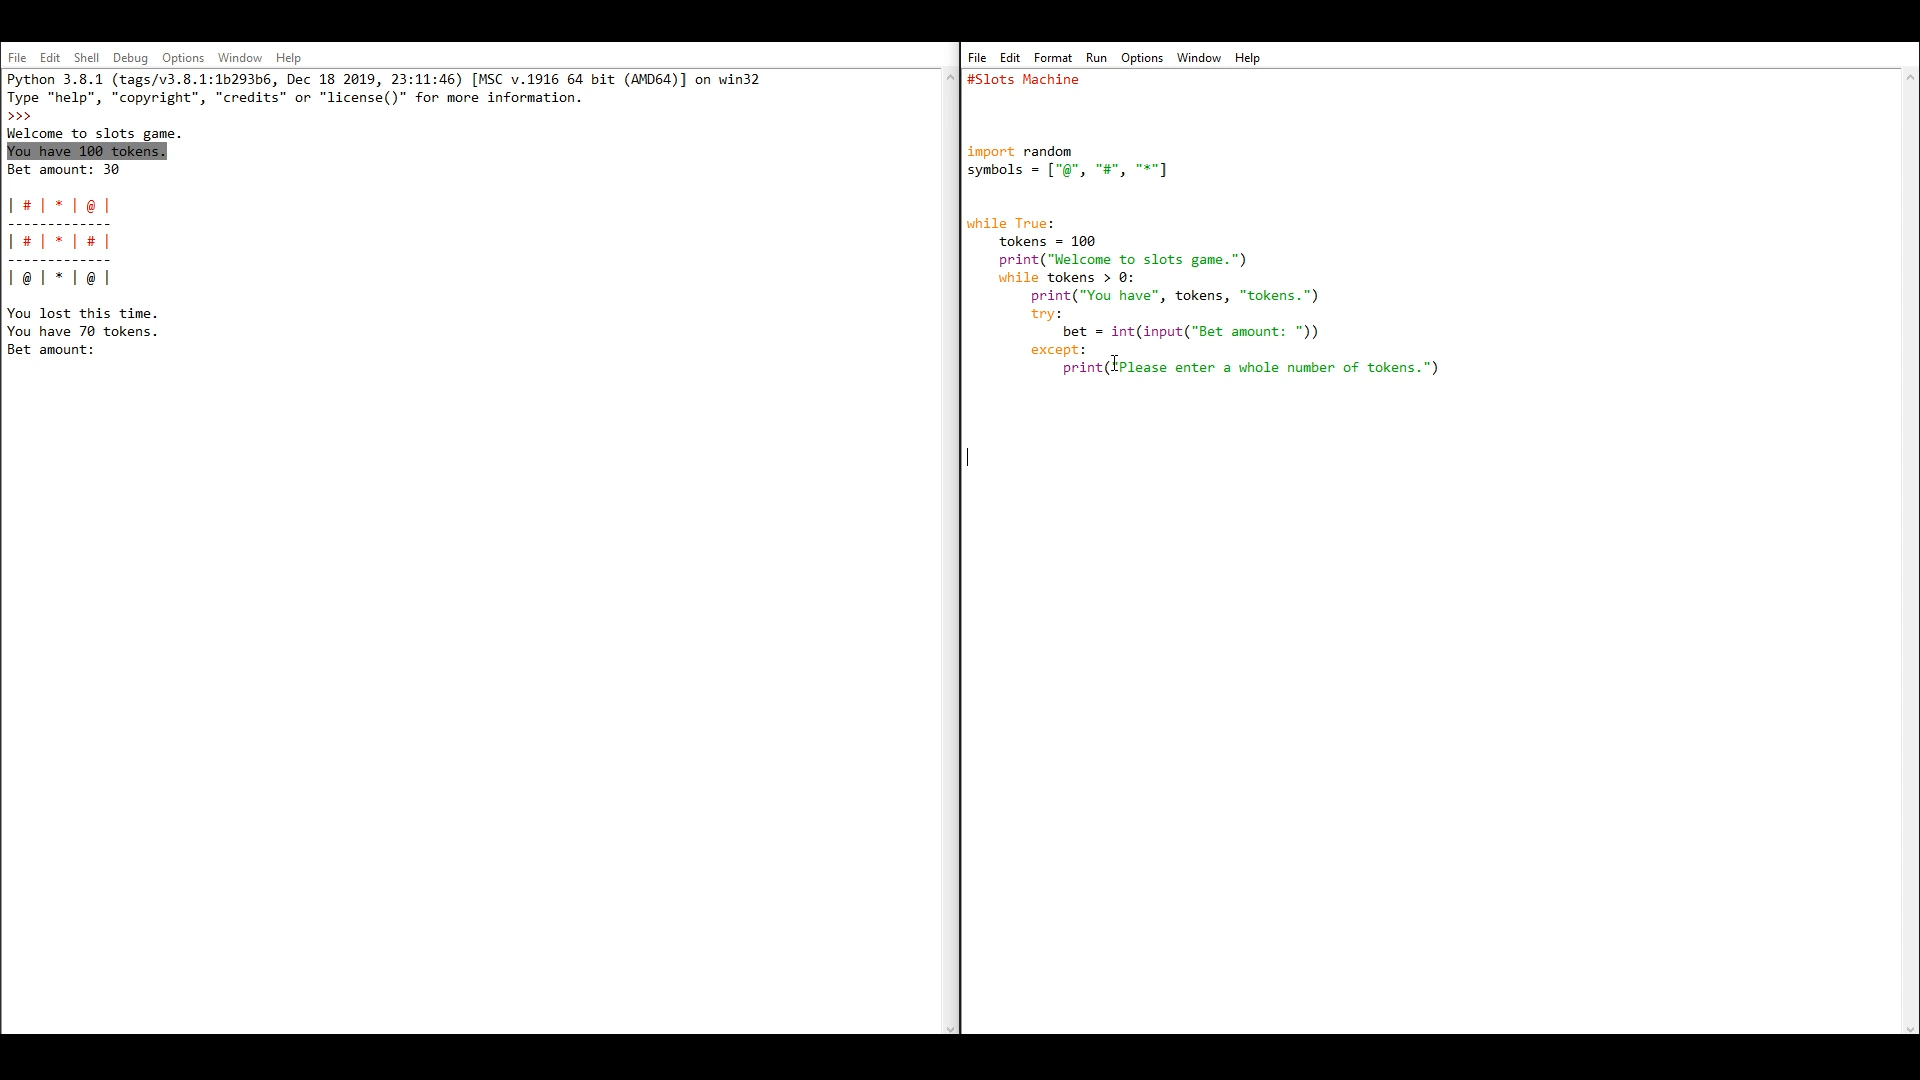 File Edit Shell Debug Options Window Help
Python 3.8.1 (tags/v3.8.1:1b293b6, Dec 18 2019, 23:11:46) [MSC v.1916 64 bit (AMD64)] on win32
Type "help", "copyright", "credits" or "license()" for more information.
>>>
Welcome to slots game.
You have 100 tokens.
Bet amount: 30
| # | * | @ |
-------------
| # | * | # |
-------------
| @ | * | @ |
You lost this time.
You have 70 tokens.
Bet amount:
File Edit Format Run Options Window Help
#Slots Machine
import random
symbols = ["@", "#", "*"]
while True:
    tokens = 100
    print("Welcome to slots game.")
    while tokens > 0:
        print("You have", tokens, "tokens.")
        try:
            bet = int(input("Bet amount: "))
        except:
            print("Please enter a whole number of tokens.")